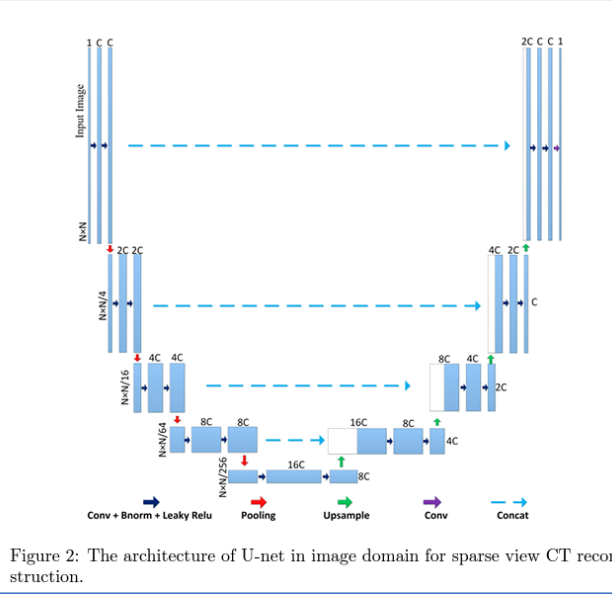 1 C C
2C C C 1
Input Image
N×N
2C 2C
4C 2C
N×N/4
C
4C 4C
8C 4C
N×N/16
2C
8C 8C
16C 8C
N×N/64
4C
16C
N×N/256
8C
Conv + Bnorm + Leaky Relu Pooling Upsample Conv Concat
Figure 2: The architecture of U-net in image domain for sparse view CT recon
struction.